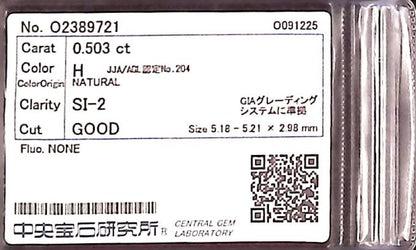 No. O2389721 O091225
Carat 0.503 ct
Color H JJA/AGL認定No.204
ColorOrigin NATURAL
Clarity SI-2 GIAグレーディング
システムに準拠
Cut GOOD Size 5.18 - 5.21 × 2.98 mm
Fluo. NONE
中央宝石研究所® CENTRAL GEM
LABORATORY